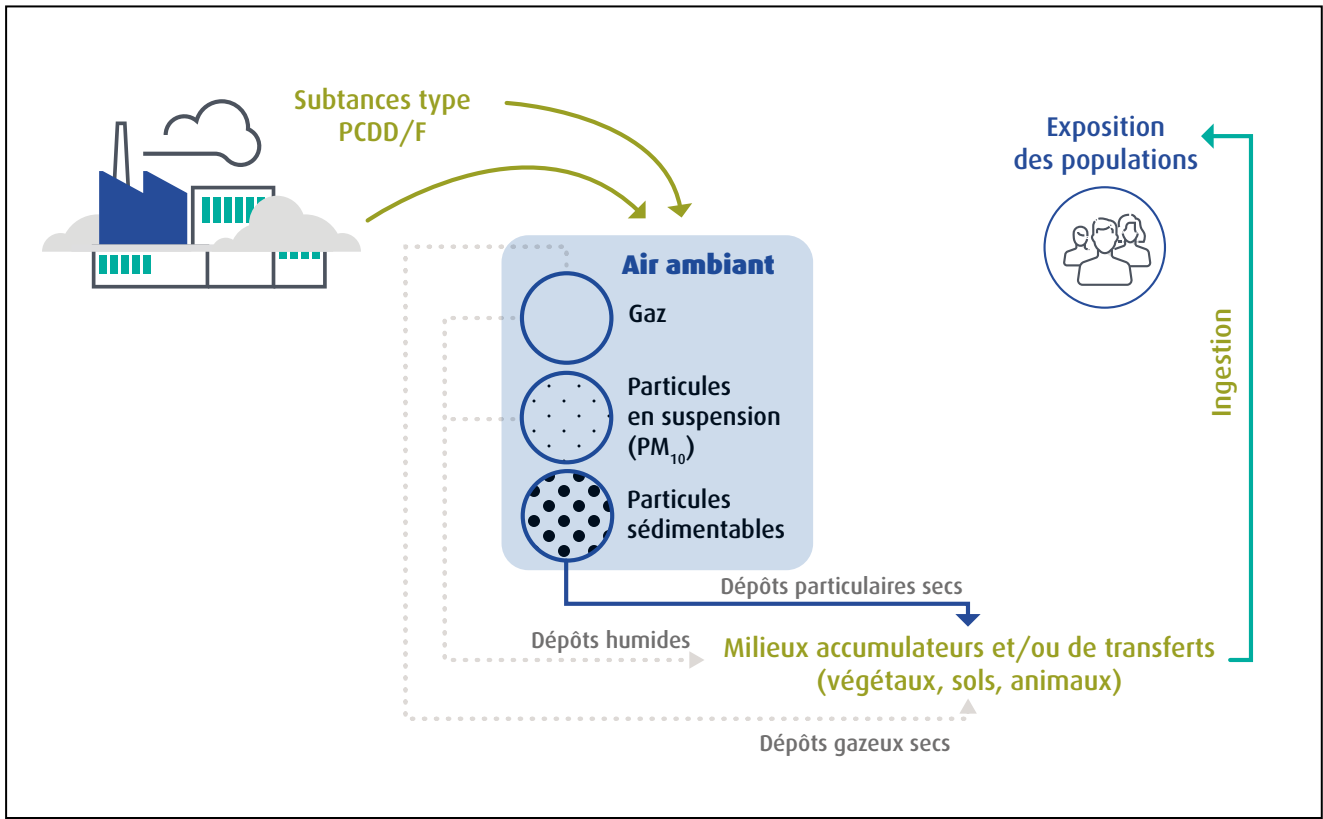 Subtances type
PCDD/F
Exposition
des populations
Air ambiant
Gaz
Particules
en suspension
(PM₁₀)
Particules
sédimentables
Ingestion
Dépôts particulaires secs
Dépôts humides
Milieux accumulateurs et/ou de transferts
(végétaux, sols, animaux)
Dépôts gazeux secs